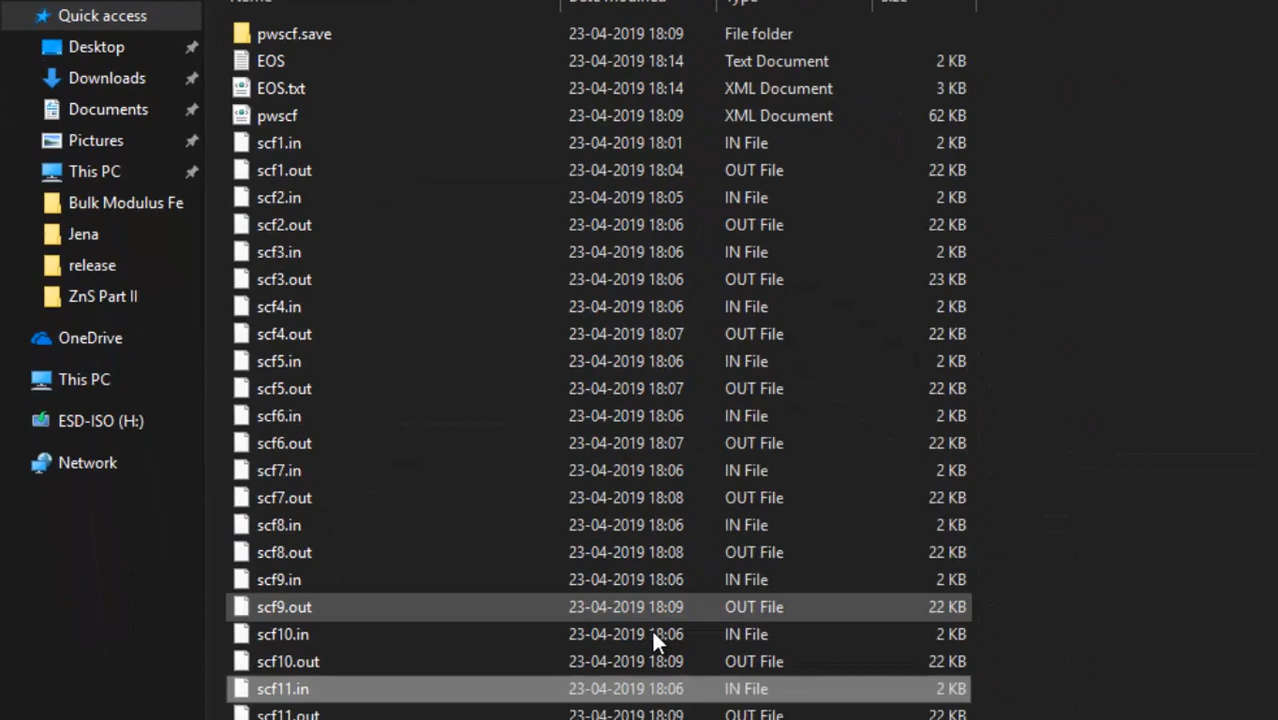 Name Date modified Type Size
Quick access
Desktop
Downloads
Documents
Pictures
This PC
Bulk Modulus Fe
Jena
release
ZnS Part II
OneDrive
This PC
ESD-ISO (H:)
Network
pwscf.save 23-04-2019 18:09 File folder
EOS 23-04-2019 18:14 Text Document 2 KB
EOS.txt 23-04-2019 18:14 XML Document 3 KB
pwscf 23-04-2019 18:09 XML Document 62 KB
scf1.in 23-04-2019 18:01 IN File 2 KB
scf1.out 23-04-2019 18:04 OUT File 22 KB
scf2.in 23-04-2019 18:05 IN File 2 KB
scf2.out 23-04-2019 18:06 OUT File 22 KB
scf3.in 23-04-2019 18:06 IN File 2 KB
scf3.out 23-04-2019 18:06 OUT File 23 KB
scf4.in 23-04-2019 18:06 IN File 2 KB
scf4.out 23-04-2019 18:07 OUT File 22 KB
scf5.in 23-04-2019 18:06 IN File 2 KB
scf5.out 23-04-2019 18:07 OUT File 22 KB
scf6.in 23-04-2019 18:06 IN File 2 KB
scf6.out 23-04-2019 18:07 OUT File 22 KB
scf7.in 23-04-2019 18:06 IN File 2 KB
scf7.out 23-04-2019 18:08 OUT File 22 KB
scf8.in 23-04-2019 18:06 IN File 2 KB
scf8.out 23-04-2019 18:08 OUT File 22 KB
scf9.in 23-04-2019 18:06 IN File 2 KB
scf9.out 23-04-2019 18:09 OUT File 22 KB
scf10.in 23-04-2019 18:06 IN File 2 KB
scf10.out 23-04-2019 18:09 OUT File 22 KB
scf11.in 23-04-2019 18:06 IN File 2 KB
scf11.out 23-04-2019 18:09 OUT File 22 KB